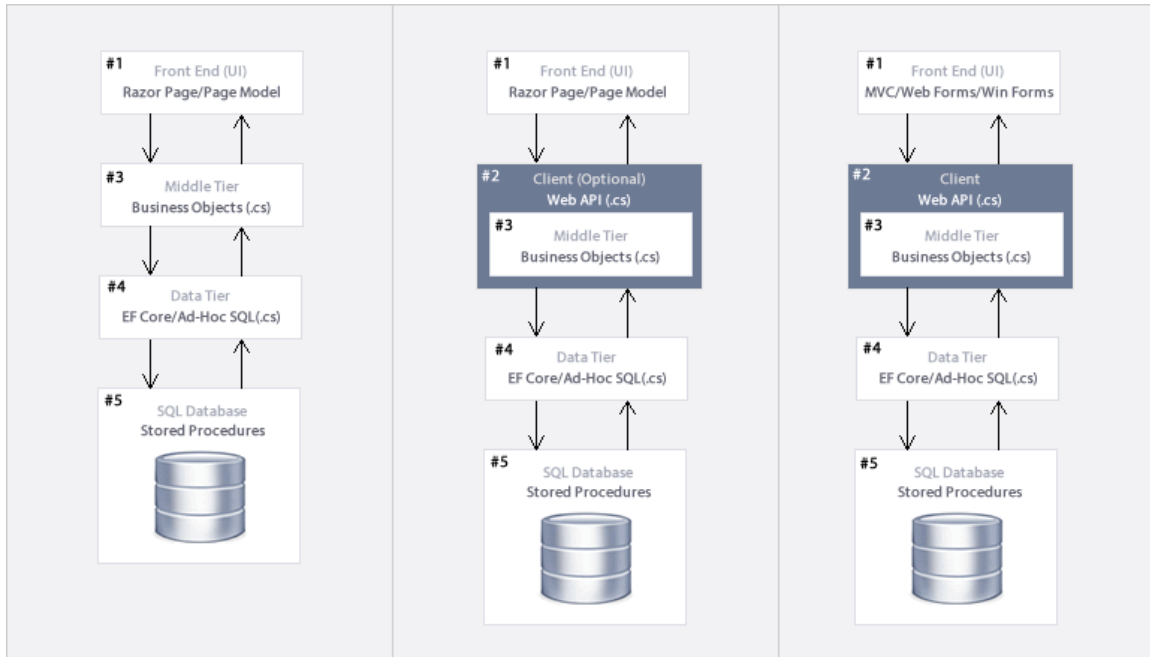 #1
Front End (UI)
Razor Page/Page Model
#3
Middle Tier
Business Objects (.cs)
#4
Data Tier
EF Core/Ad-Hoc SQL(.cs)
#5
SQL Database
Stored Procedures
#1
Front End (UI)
Razor Page/Page Model
#2
Client (Optional)
Web API (.cs)
#3
Middle Tier
Business Objects (.cs)
#4
Data Tier
EF Core/Ad-Hoc SQL(.cs)
#5
SQL Database
Stored Procedures
#1
Front End (UI)
MVC/Web Forms/Win Forms
#2
Client
Web API (.cs)
#3
Middle Tier
Business Objects (.cs)
#4
Data Tier
EF Core/Ad-Hoc SQL(.cs)
#5
SQL Database
Stored Procedures